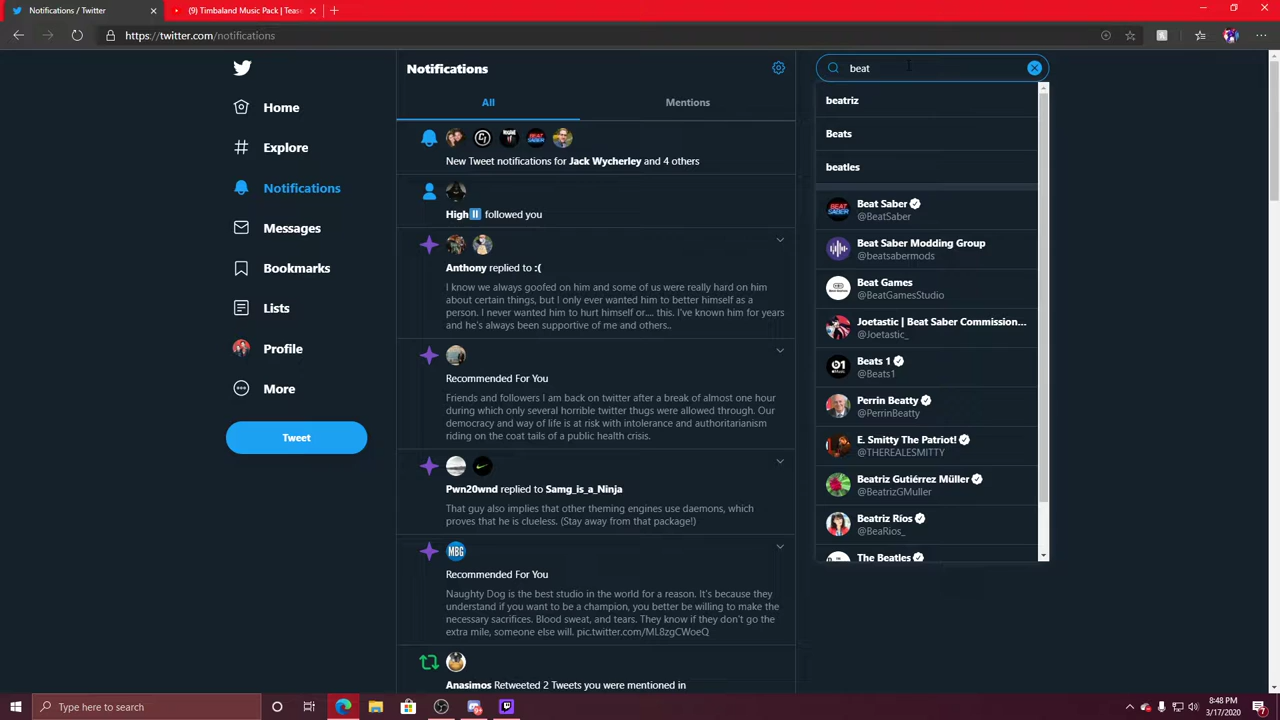 Notifications / Twitter
(9) Timbaland Music Pack | Tease
https://twitter.com/notifications
Home
Explore
Notifications
Messages
Bookmarks
Lists
Profile
More
Tweet
Notifications
All
Mentions
New Tweet notifications for Jack Wycherley and 4 others
High⏸ followed you
Anthony replied to :(
I know we always goofed on him and some of us were really hard on him
about certain things, but I only ever wanted him to better himself as a
person. I never wanted him to hurt himself or.... this. I've known him for years
and he's always been supportive of me and others..
Recommended For You
Friends and followers I am back on twitter after a break of almost one hour
during which only several horrible twitter thugs were allowed through. Our
democracy and way of life is at risk with intolerance and authoritarianism
riding on the coat tails of a public health crisis.
Pwn20wnd replied to Samg_is_a_Ninja
That guy also implies that other theming engines use daemons, which
proves that he is clueless. (Stay away from that package!)
MBG
Recommended For You
Naughty Dog is the best studio in the world for a reason. It's because they
understand if you want to be a champion, you better be willing to make the
necessary sacrifices. Blood sweat, and tears. They know if they don't go the
extra mile, someone else will. pic.twitter.com/ML8zgCWoeQ
Anasimos Retweeted 2 Tweets you were mentioned in
beat
beatriz
Beats
beatles
BEAT SABER
Beat Saber
@BeatSaber
Beat Saber Modding Group
@beatsabermods
Beat Games
@BeatGamesStudio
Joetastic | Beat Saber Commission...
@Joetastic_
Beats 1
@Beats1
Perrin Beatty
@PerrinBeatty
E. Smitty The Patriot!
@THEREALESMITTY
Beatriz Gutiérrez Müller
@BeatrizGMuller
Beatriz Ríos
@BeaRios_
The Beatles
Type here to search
8:48 PM
3/17/2020